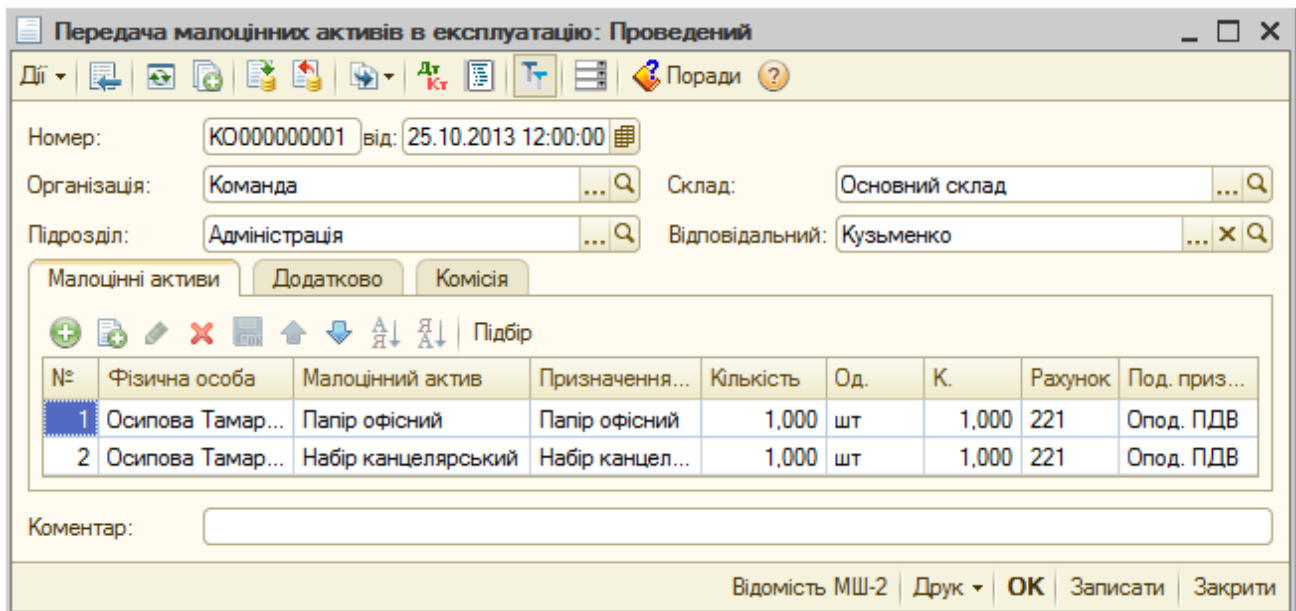 Передача малоцінних активів в експлуатацію: Проведений
Дії Дт Кт Поради
Номер: КО000000001 від: 25.10.2013 12:00:00
Організація: Команда ... Склад: Основний склад ...
Підрозділ: Адміністрація ... Відповідальний: Кузьменко ...
Малоцінні активи Додатково Комісія
Підбір
№ Фізична особа Малоцінний актив Призначення... Кількість Од. К. Рахунок Под. приз...
1 Осипова Тамар... Папір офісний Папір офісний 1,000 шт 1,000 221 Опод. ПДВ
2 Осипова Тамар... Набір канцелярський Набір канцел... 1,000 шт 1,000 221 Опод. ПДВ
Коментар:
Відомість МШ-2 Друк OK Записати Закрити